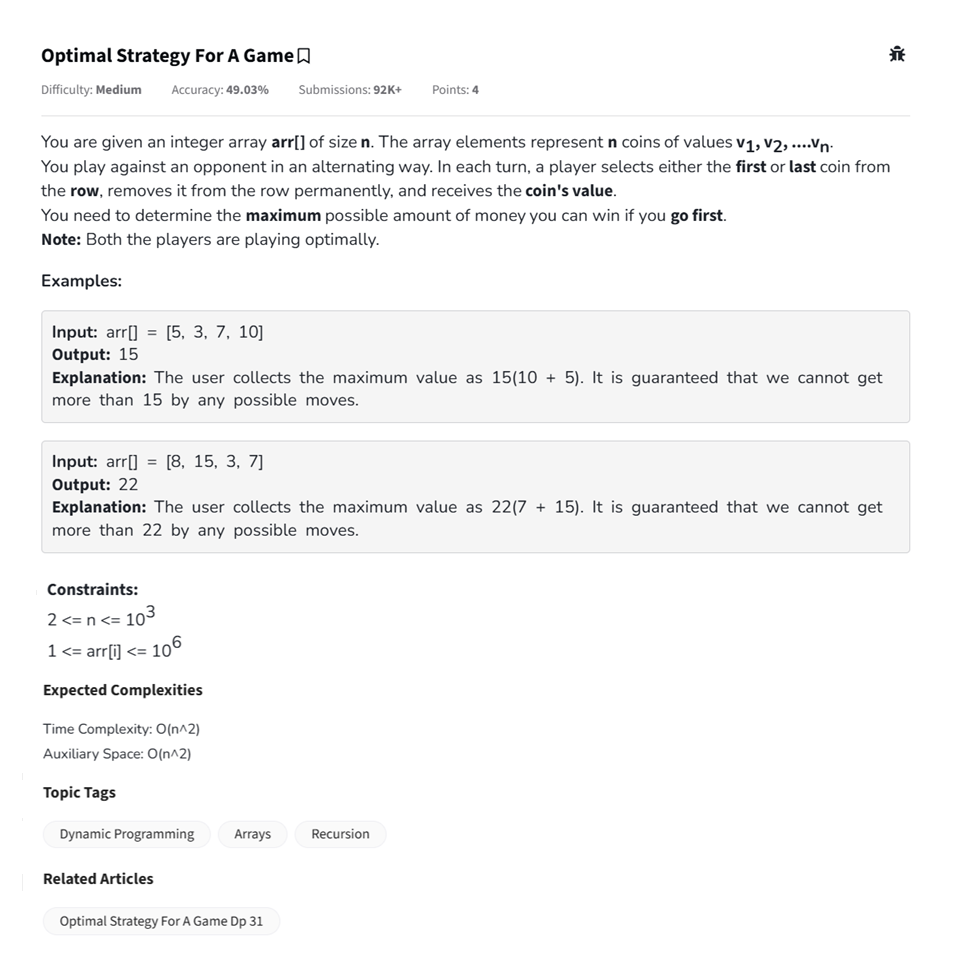 Optimal Strategy For A Game
Difficulty: Medium Accuracy: 49.03% Submissions: 92K+ Points: 4
You are given an integer array arr[] of size n. The array elements represent n coins of values v1, v2, ....vn.
You play against an opponent in an alternating way. In each turn, a player selects either the first or last coin from
the row, removes it from the row permanently, and receives the coin's value.
You need to determine the maximum possible amount of money you can win if you go first.
Note: Both the players are playing optimally.
Examples:
Input: arr[] = [5, 3, 7, 10]
Output: 15
Explanation: The user collects the maximum value as 15(10 + 5). It is guaranteed that we cannot get
more than 15 by any possible moves.
Input: arr[] = [8, 15, 3, 7]
Output: 22
Explanation: The user collects the maximum value as 22(7 + 15). It is guaranteed that we cannot get
more than 22 by any possible moves.
Constraints:
2 <= n <= 10^3
1 <= arr[i] <= 10^6
Expected Complexities
Time Complexity: O(n^2)
Auxiliary Space: O(n^2)
Topic Tags
Dynamic Programming Arrays Recursion
Related Articles
Optimal Strategy For A Game Dp 31